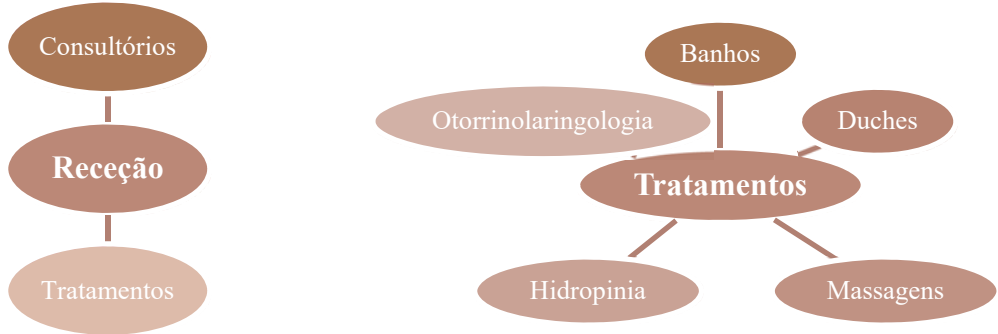 Consultórios
Receção
Tratamentos
Banhos
Otorrinolaringologia
Duches
Tratamentos
Hidropinia
Massagens